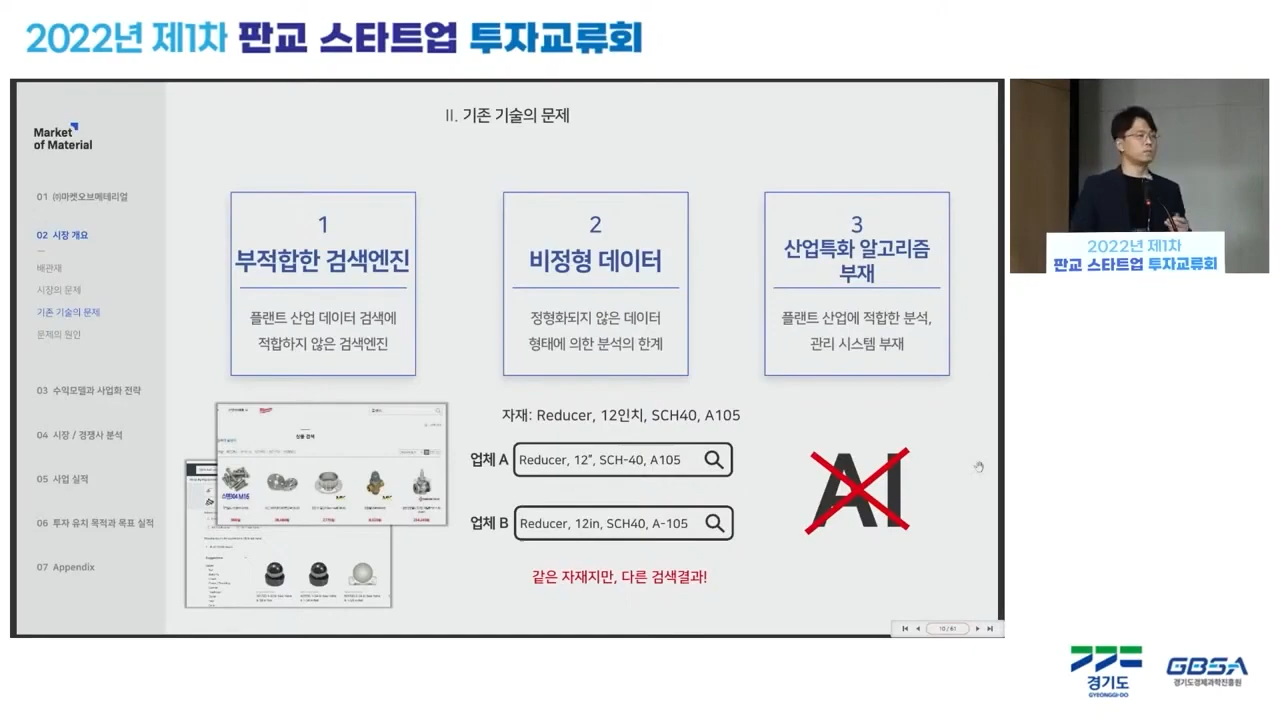 2022년 제1차 판교 스타트업 투자교류회
Market
of Material
01 ㈜마켓오브메테리얼
02 시장 개요
배관재
시장의 문제
기존 기술의 문제
문제의 원인
03 수익모델과 사업화 전략
04 시장 / 경쟁사 분석
05 사업 실적
06 투자 유치 목적과 목표 실적
07 Appendix
II. 기존 기술의 문제
1
부적합한 검색엔진
플랜트 산업 데이터 검색에
적합하지 않은 검색엔진
2
비정형 데이터
정형화되지 않은 데이터
형태에 의한 분석의 한계
3
산업특화 알고리즘
부재
플랜트 산업에 적합한 분석,
관리 시스템 부재
상품 검색
자재: Reducer, 12인치, SCH40, A105
업체 A Reducer, 12”, SCH-40, A105
업체 B Reducer, 12in, SCH40, A-105
같은 자재지만, 다른 검색결과!
AI
10 / 61
2022년 제1차
판교 스타트업 투자교류회
경기도
GYEONGGI-DO
GBSA
경기도경제과학진흥원